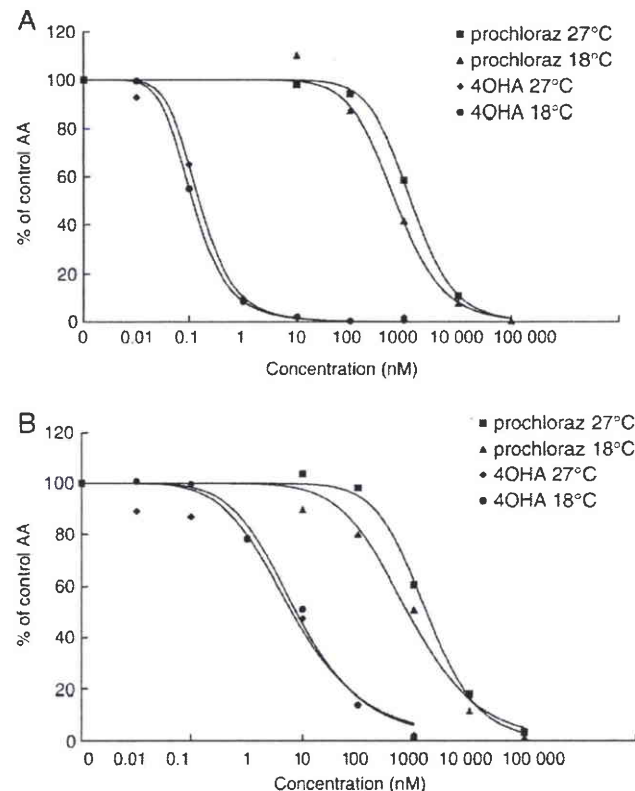 A
120
100
80
60
40
20
0
% of control AA
prochloraz 27°C
prochloraz 18°C
4OHA 27°C
4OHA 18°C
0 0.01 0.1 1 10 100 1000 10 000 100 000
Concentration (nM)
B
120
100
80
60
40
20
0
% of control AA
prochloraz 27°C
prochloraz 18°C
4OHA 27°C
4OHA 18°C
0 0.01 0.1 1 10 100 1000 10 000 100 000
Concentration (nM)